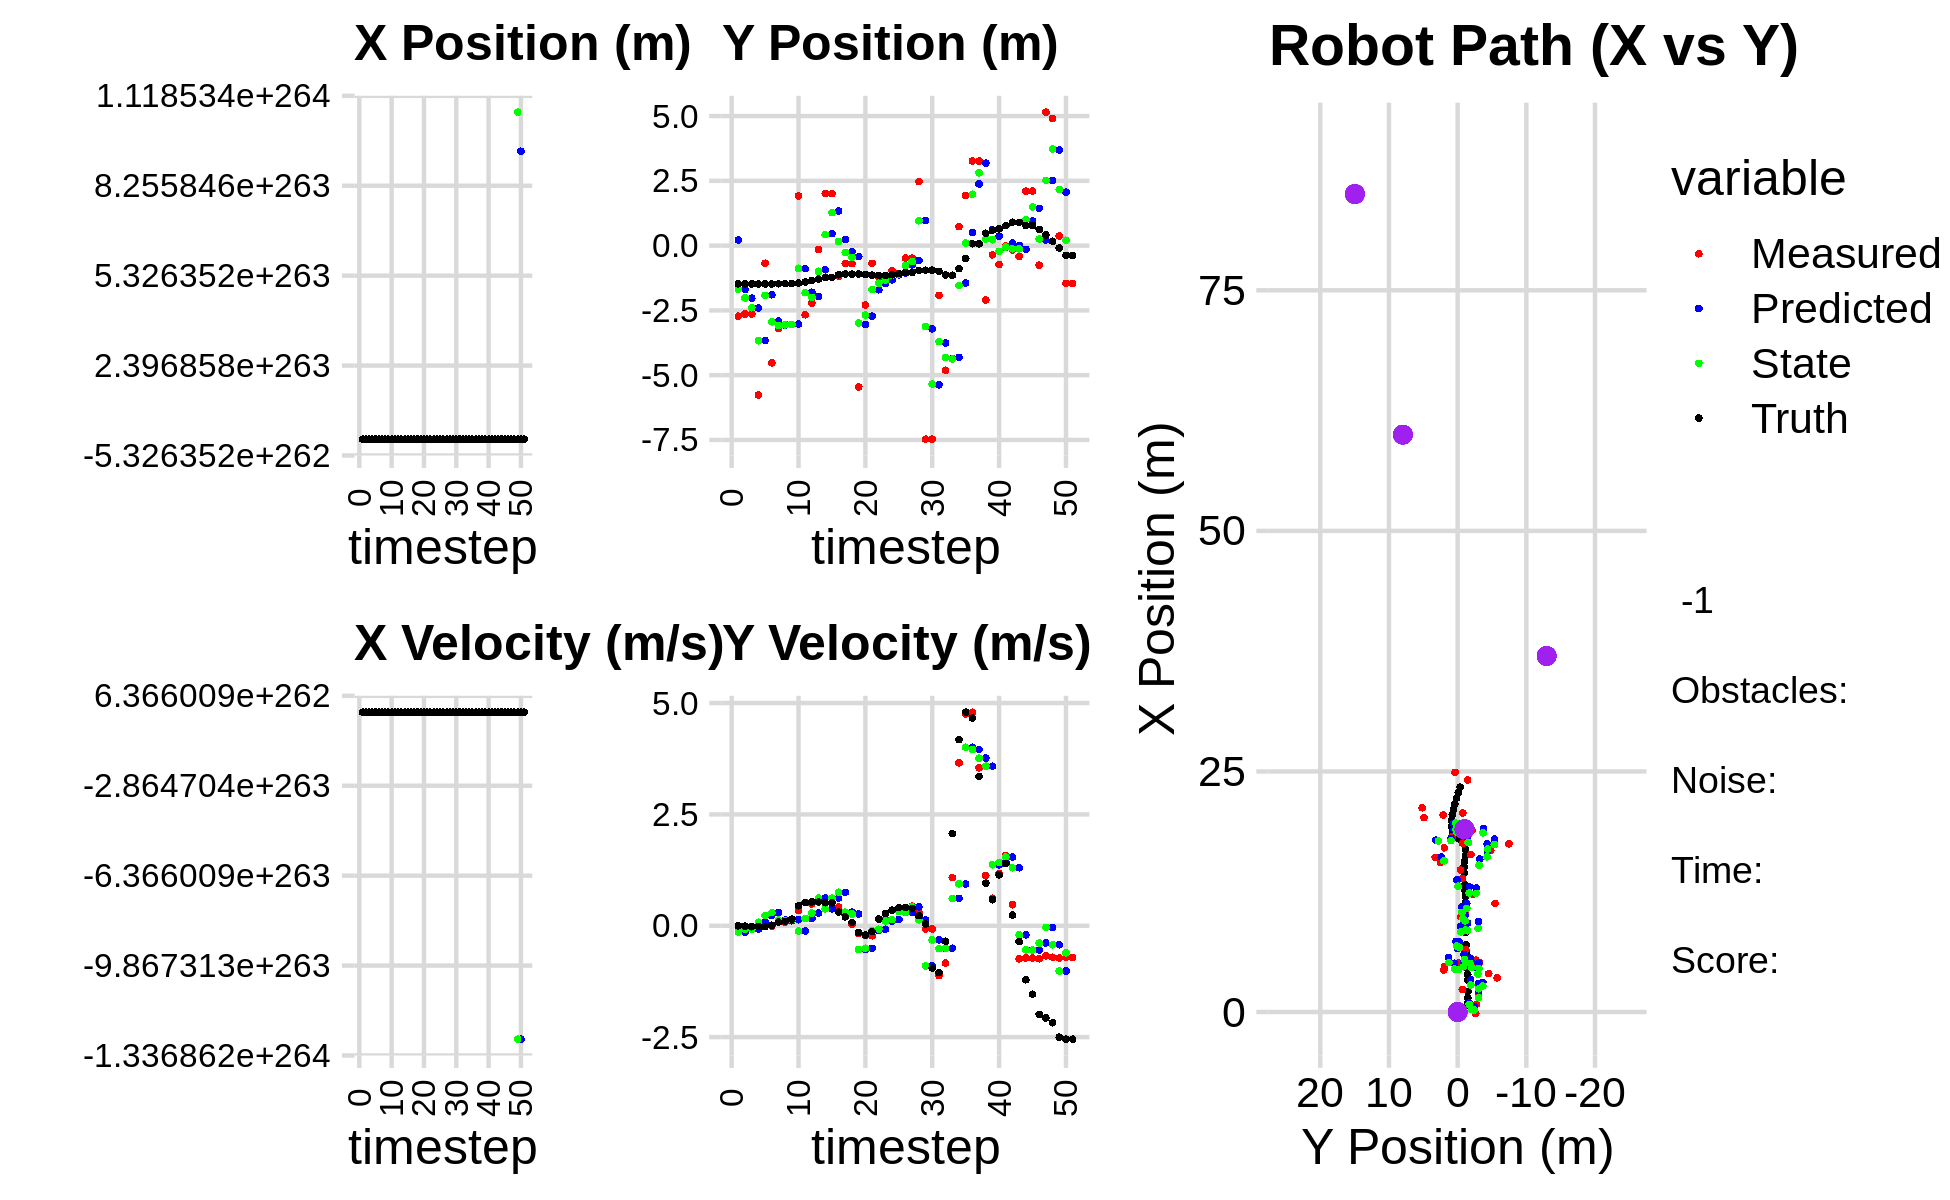 X Position (m)
1.118534e+264
8.255846e+263
5.326352e+263
2.396858e+263
-5.326352e+262
0 10 20 30 40 50
timestep
Y Position (m)
5.0
2.5
0.0
-2.5
-5.0
-7.5
0 10 20 30 40 50
timestep
X Velocity (m/s)
6.366009e+262
-2.864704e+263
-6.366009e+263
-9.867313e+263
-1.336862e+264
0 10 20 30 40 50
timestep
Y Velocity (m/s)
5.0
2.5
0.0
-2.5
0 10 20 30 40 50
timestep
Robot Path (X vs Y)
X Position (m)
75
50
25
0
20 10 0 -10 -20
Y Position (m)
variable
Measured
Predicted
State
Truth
-1
Obstacles:
Noise:
Time:
Score: